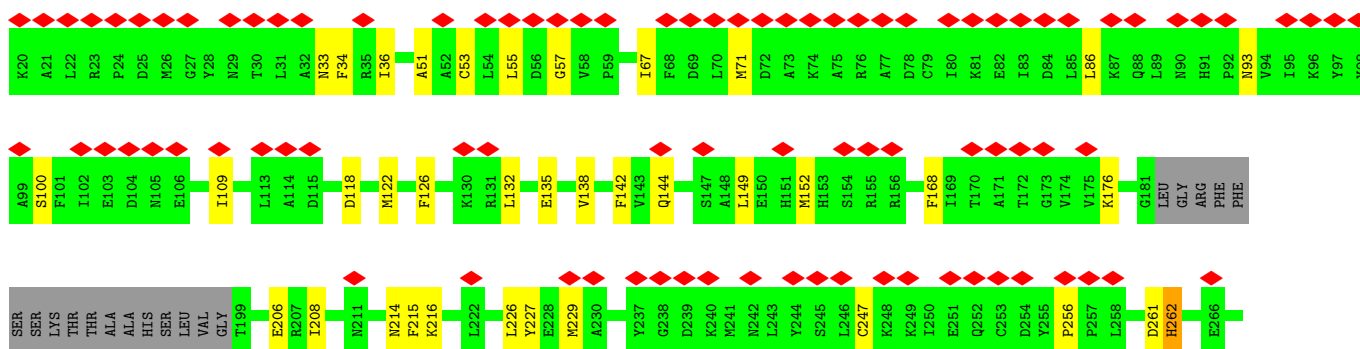 K20 A21 L22 R23 P24 D25 M26 G27 Y28 N29 T30 L31 A32 N33 F34 R35 I36 A51 A52 C53 L54 L55 D56 G57 V58 P59 I67 F68 D69 L70 M71 D72 A73 K74 A75 R76 A77 D78 C79 I80 K81 E82 I83 D84 L85 L86 K87 Q88 L89 N90 H91 P92 N93 V94 I95 K96 Y97
A99 S100 F101 I102 E103 D104 N105 E106 I109 L113 A114 D115 D118 M122 F126 K130 R131 L132 E135 V138 F142 V143 Q144 S147 A148 L149 E150 H151 M152 H153 S154 R155 R156 F168 I169 T170 A171 T172 G173 V174 V175 K176 G181 LEU GLY ARG PHE PHE
SER SER LYS THR THR ALA ALA HIS SER LEU VAL GLY T199 E206 R207 I208 N211 N214 F215 K216 L222 L226 Y227 E228 M229 A230 Y237 G238 D239 K240 M241 N242 L243 Y244 S245 L246 C247 K248 K249 I250 E251 Q252 C253 D254 Y255 P256 P257 L258 D261 H262 E266